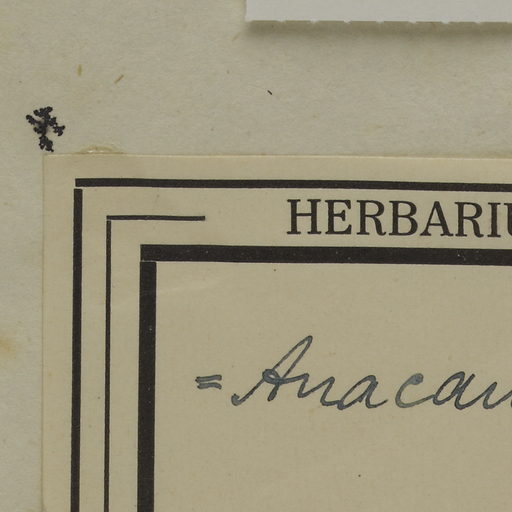 HERBARIU
= Anacan